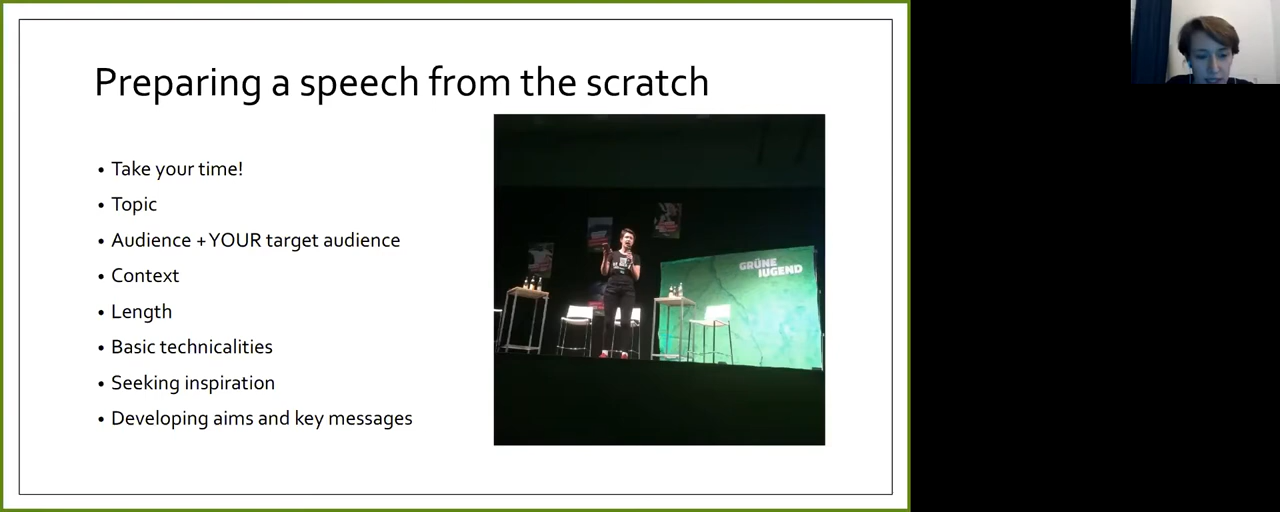 Preparing a speech from the scratch
• Take your time!
• Topic
• Audience + YOUR target audience
• Context
• Length
• Basic technicalities
• Seeking inspiration
• Developing aims and key messages
GRÜNE
JUGEND